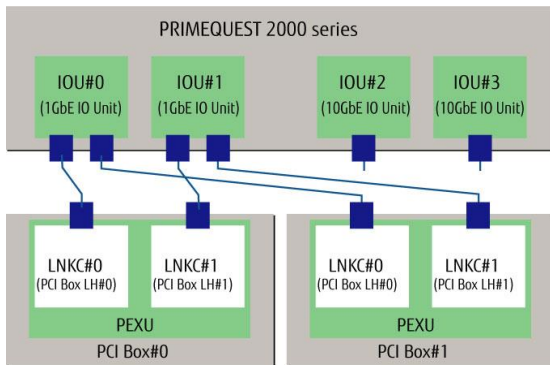 PRIMEQUEST 2000 series
IOU#0 IOU#1 IOU#2 IOU#3
(1GbE IO Unit) (1GbE IO Unit) (10GbE IO Unit) (10GbE IO Unit)
LNKC#0 LNKC#1 LNKC#0 LNKC#1
(PCI Box LH#0) (PCI Box LH#1) (PCI Box LH#0) (PCI Box LH#1)
PEXU PEXU
PCI Box#0 PCI Box#1